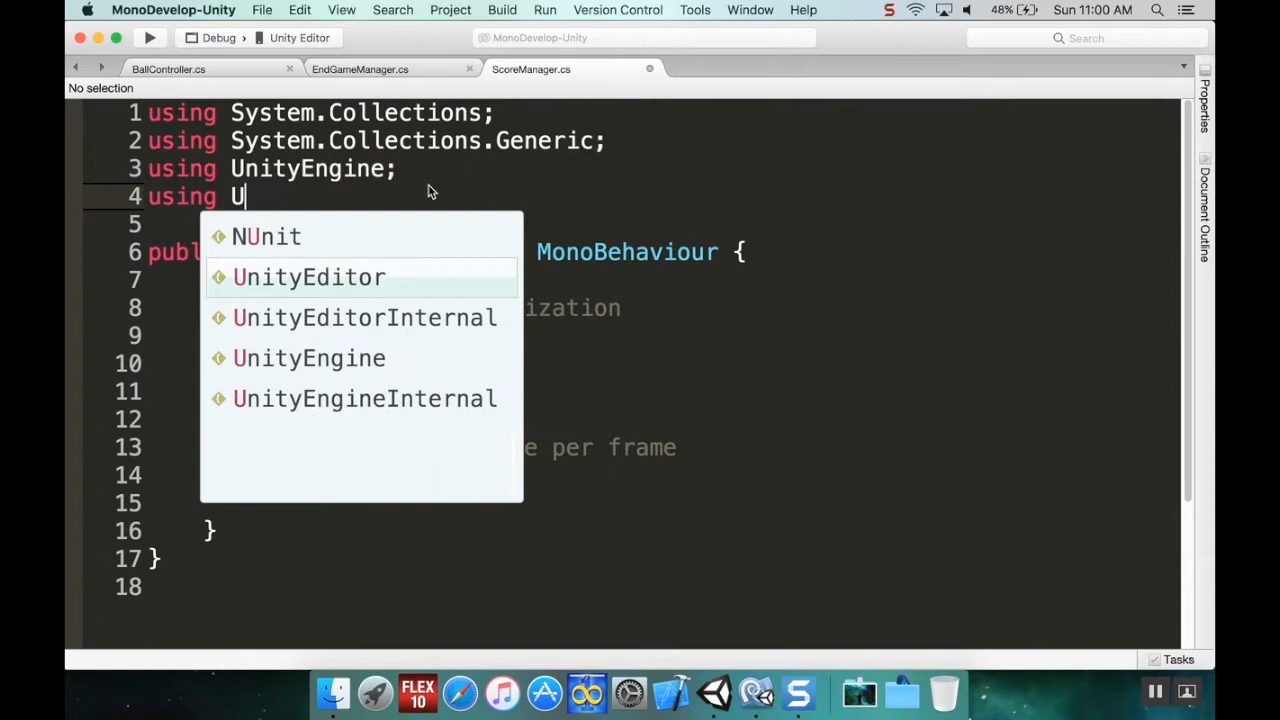 MonoDevelop-Unity File Edit View Search Project Build Run Version Control Tools Window Help S 48% Sun 11:00 AM
Debug › Unity Editor MonoDevelop-Unity Search
BallController.cs EndGameManager.cs ScoreManager.cs
No selection
1 using System.Collections;
2 using System.Collections.Generic;
3 using UnityEngine;
4 using U
5
NUnit
6 publ MonoBehaviour {
7
UnityEditor
8 ization
UnityEditorInternal
9
10
UnityEngine
11
UnityEngineInternal
12
13 e per frame
14
15
16 }
17 }
18
Properties
Document Outline
Tasks
FLEX
10
S